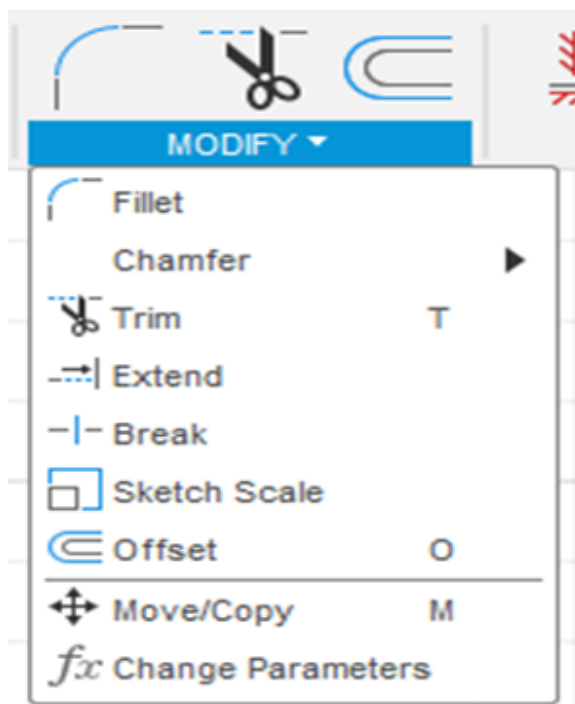 MODIFY
Fillet
Chamfer
Trim T
Extend
Break
Sketch Scale
Offset O
Move/Copy M
fx Change Parameters